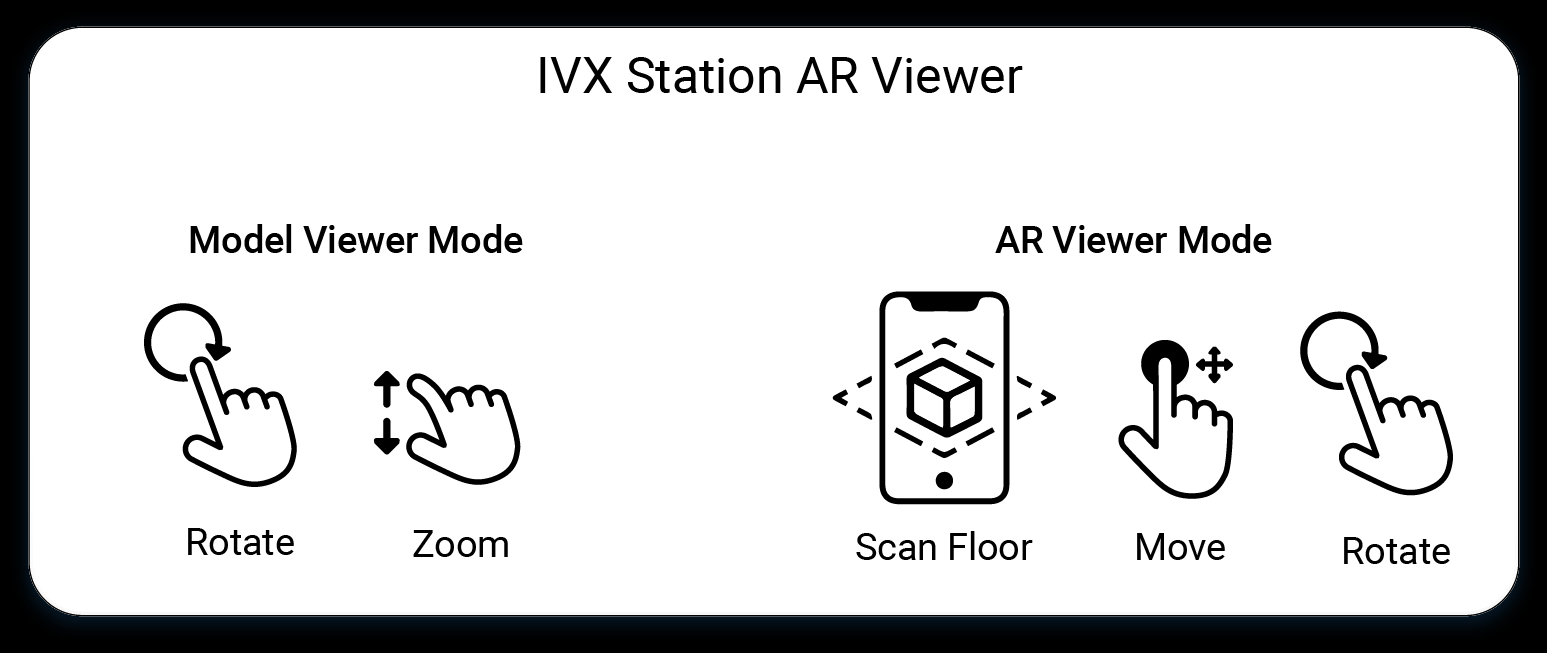 IVX Station AR Viewer
Model Viewer Mode
Rotate
Zoom
AR Viewer Mode
Scan Floor
Move
Rotate